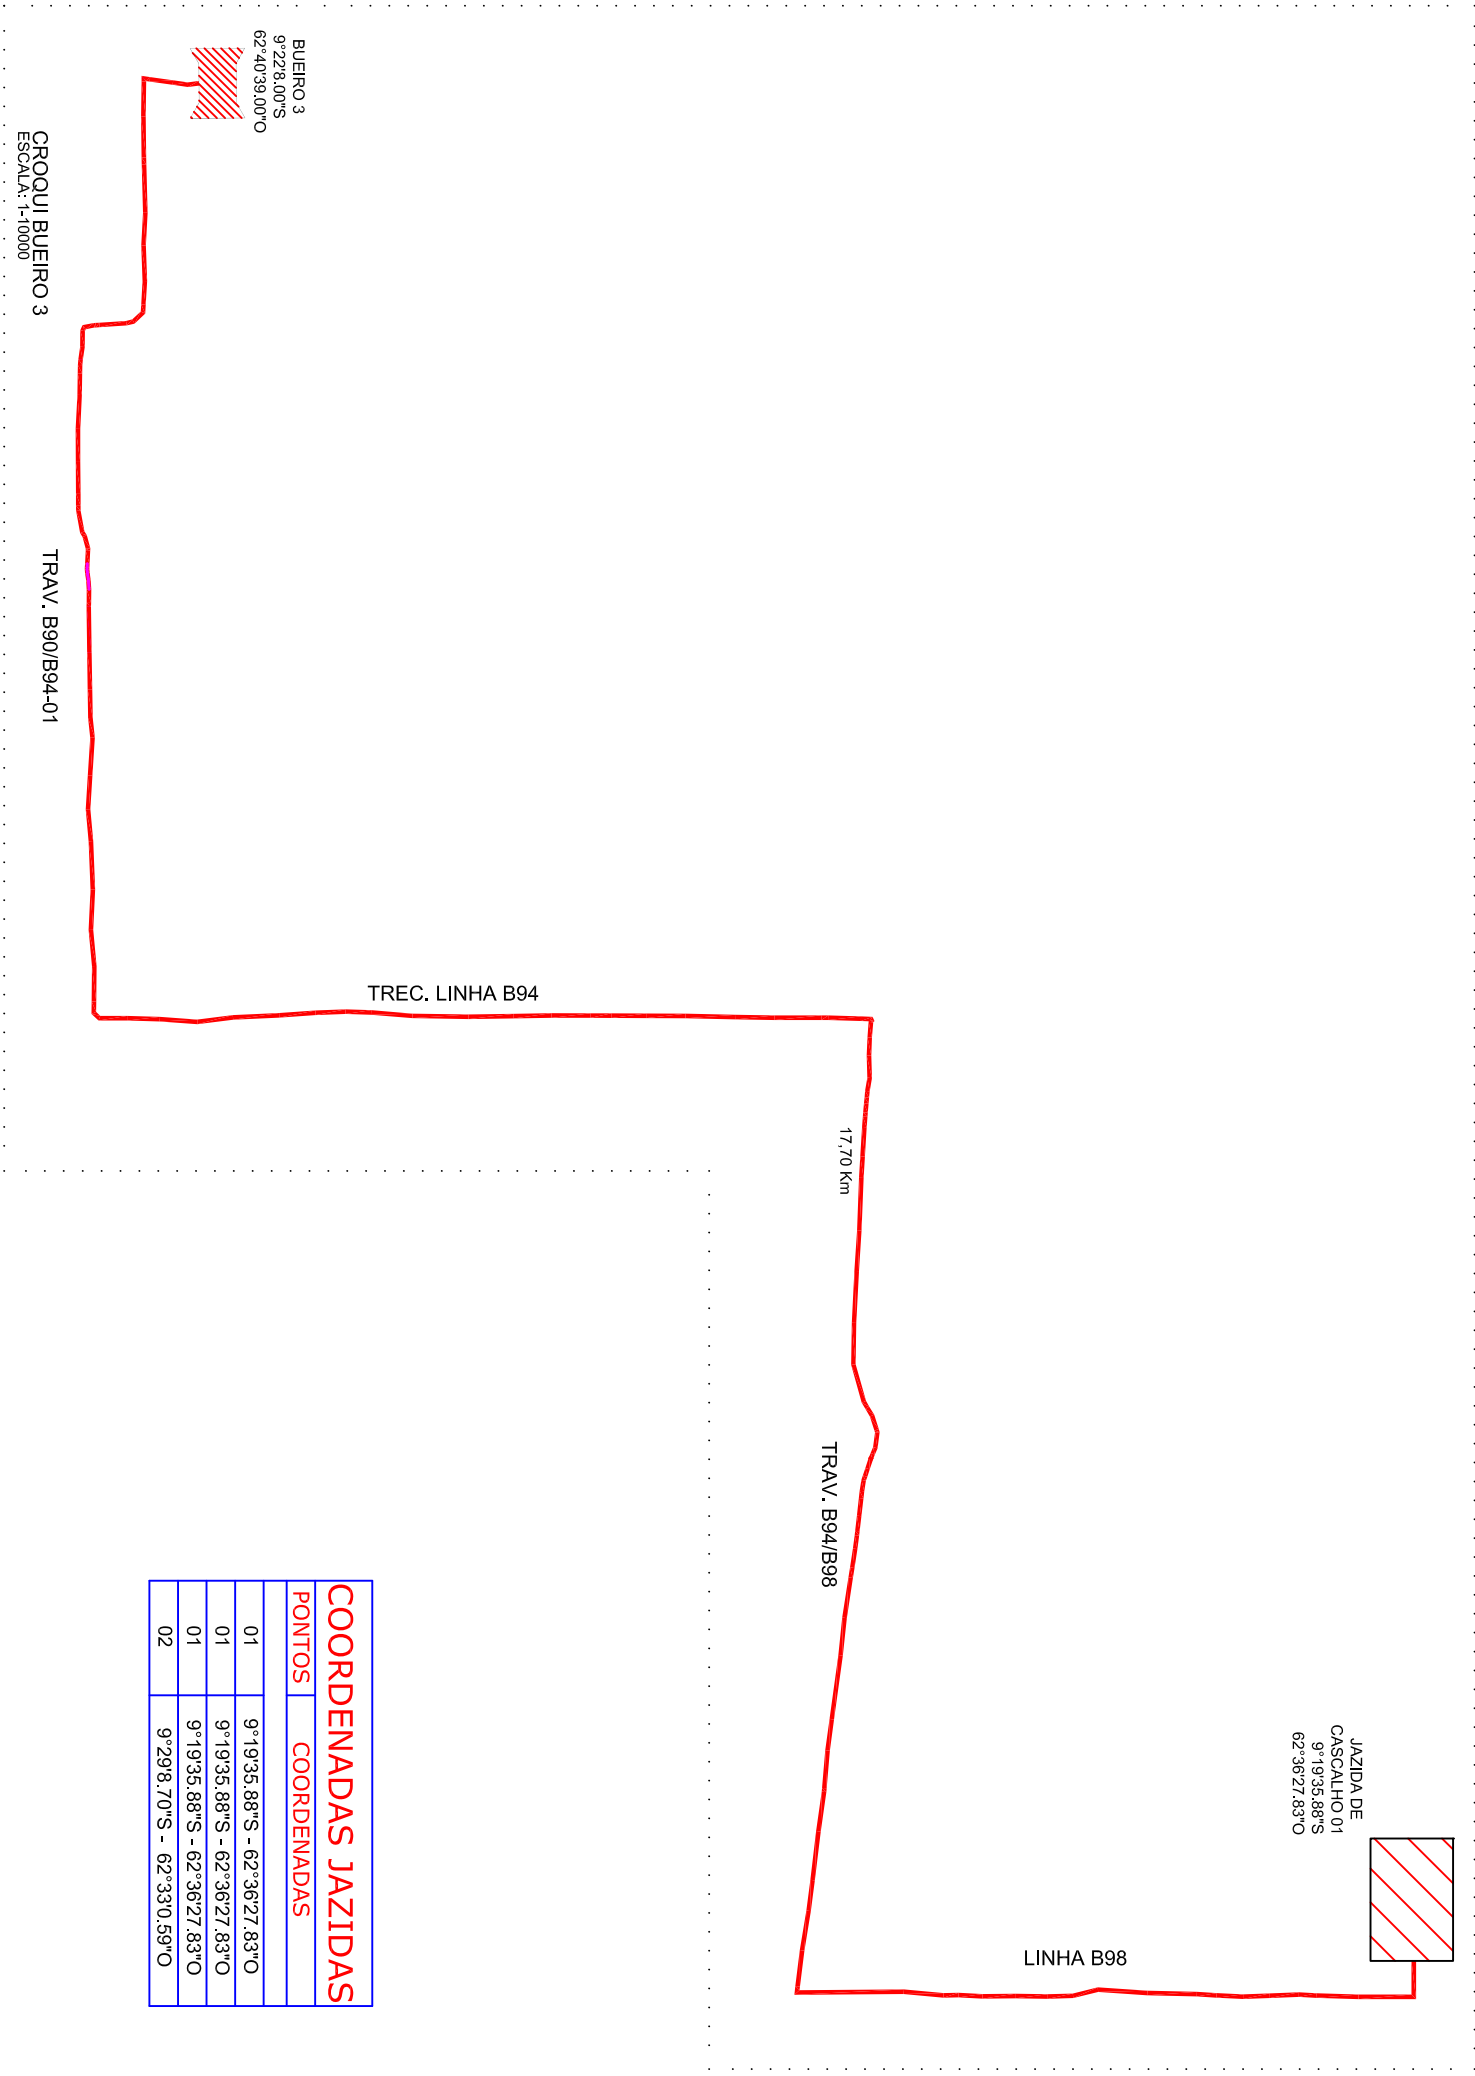 BUEIRO 3
9°22'8.00"S
62°40'39.00"O
CROQUI BUEIRO 3
ESCALA: 1-10000
TRAV. B90/B94-01
TREC. LINHA B94
17,70 Km
TRAV. B94/B98
JAZIDA DE
CASCALHO 01
9°19'35.88"S
62°36'27.83"O
LINHA B98
COORDENADAS JAZIDAS
PONTOS COORDENADAS
01 9°19'35.88"S - 62°36'27.83"O
01 9°19'35.88"S - 62°36'27.83"O
01 9°19'35.88"S - 62°36'27.83"O
02 9°29'8.70"S - 62°33'0.59"O